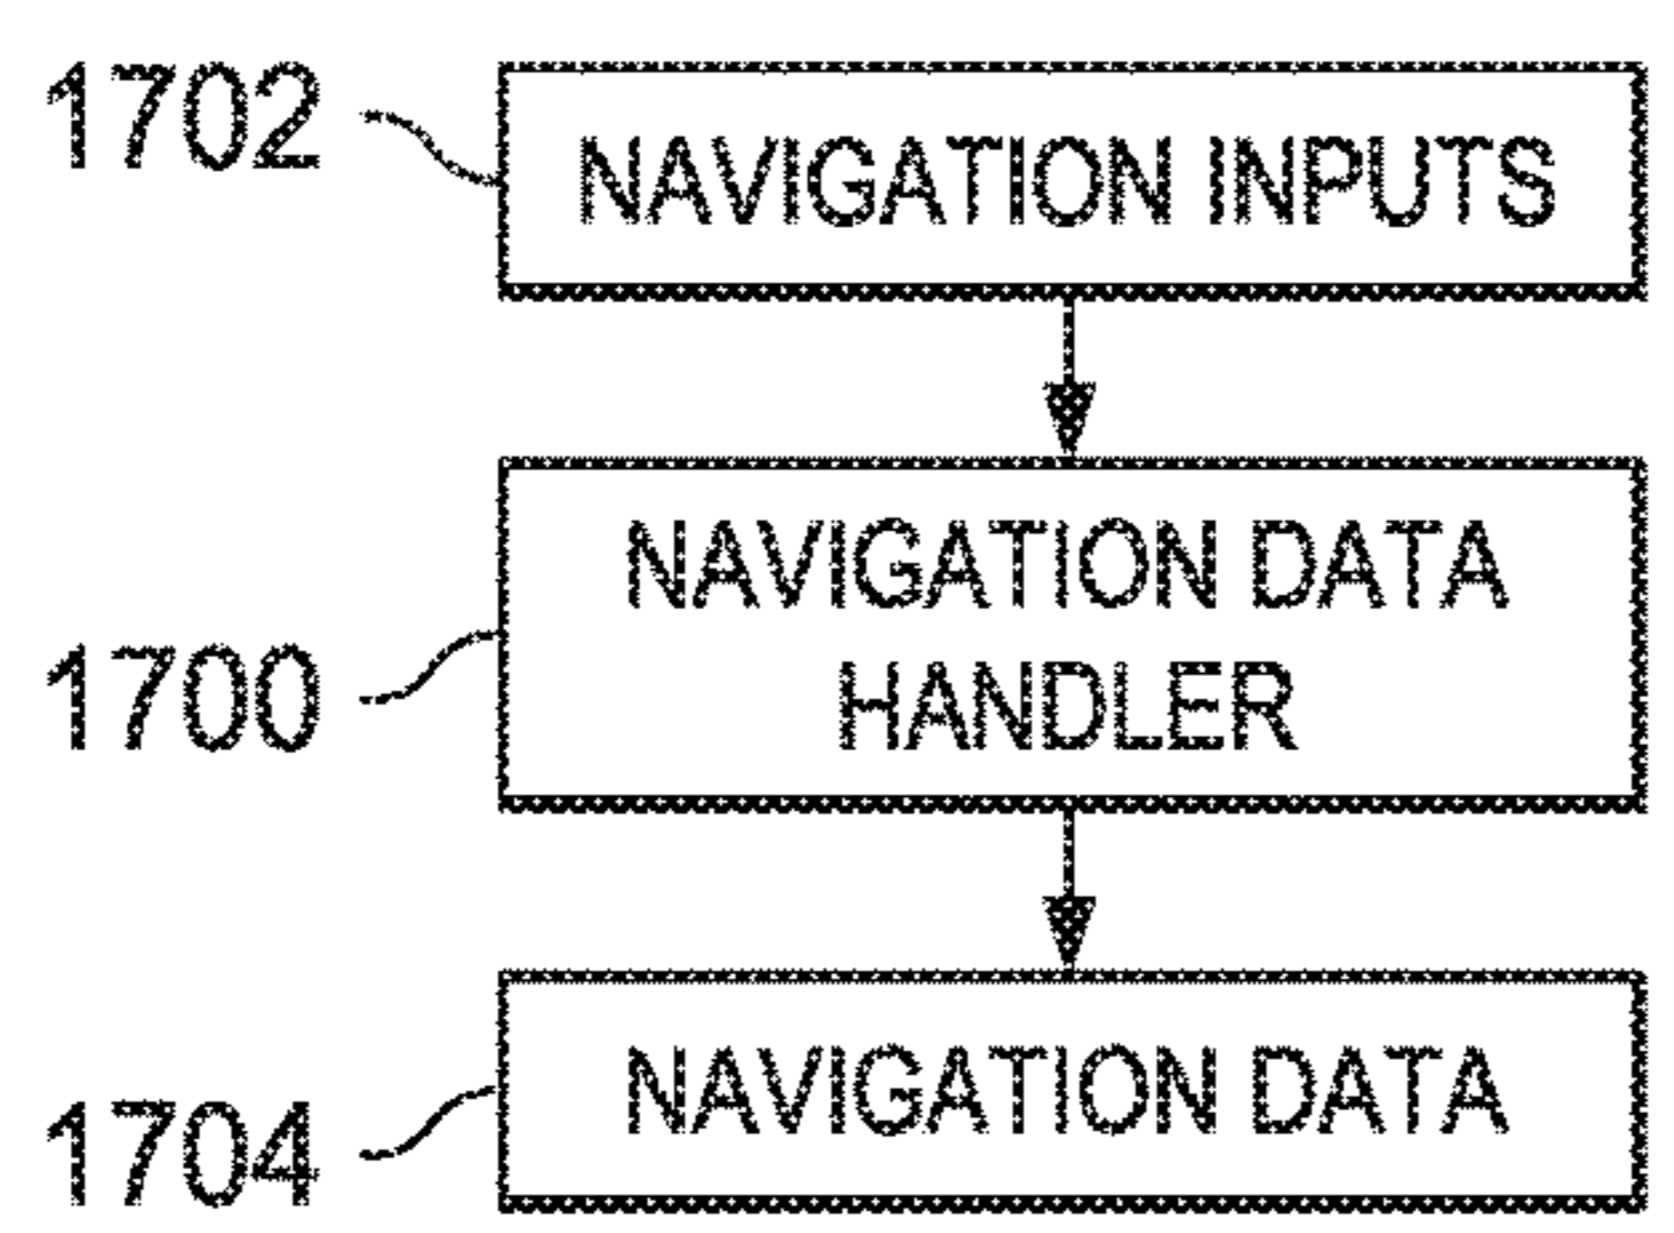 1702
NAVIGATION INPUTS
NAVIGATION DATA
HANDLER
1700
NAVIGATION DATA
1704